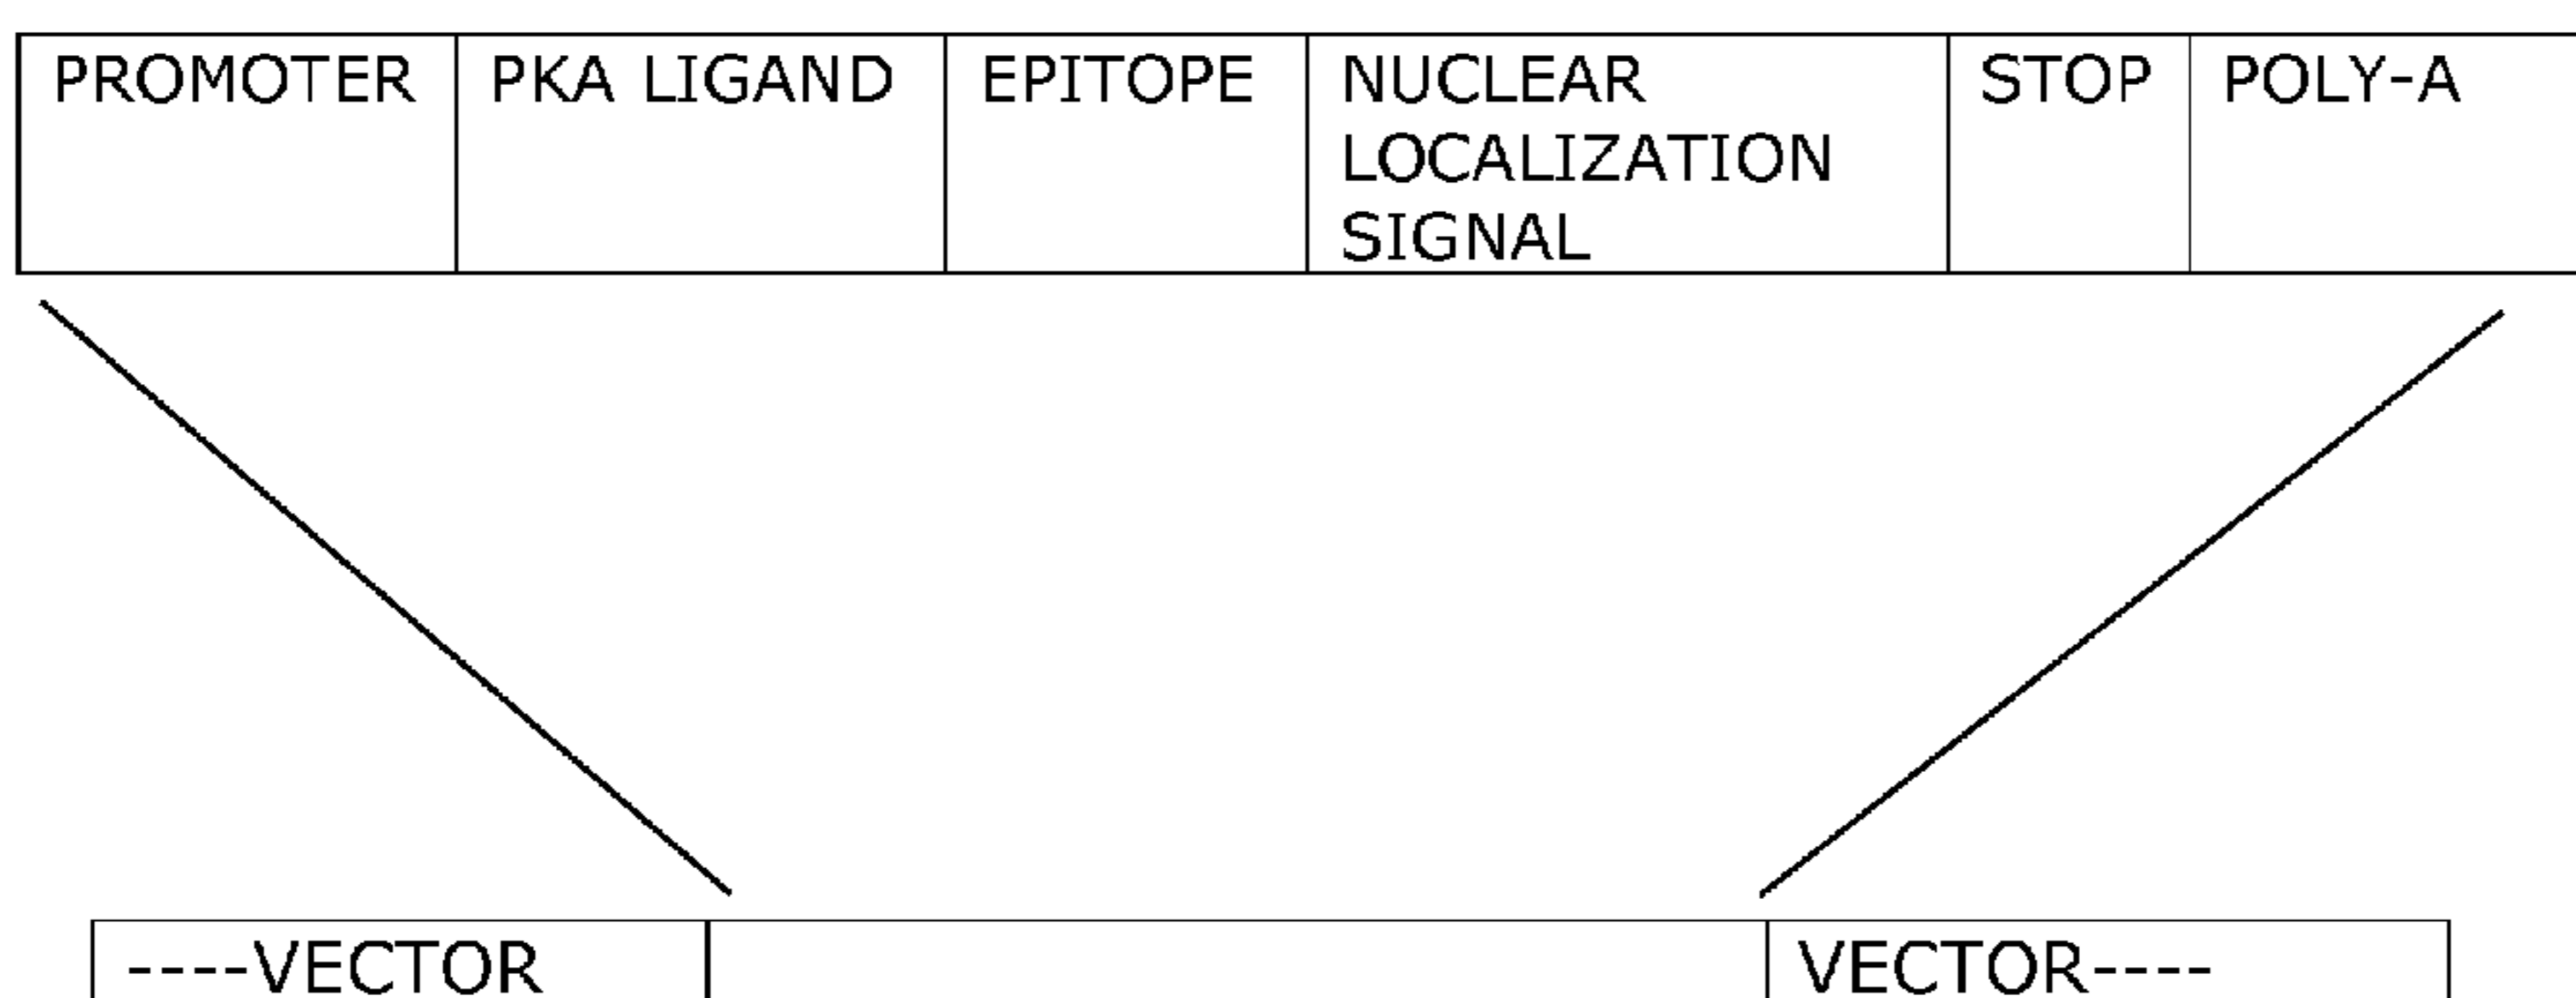 PROMOTER
PKA LIGAND
EPITOPE
NUCLEAR
LOCALIZATION
SIGNAL
STOP
POLY-A
----VECTOR
VECTOR----